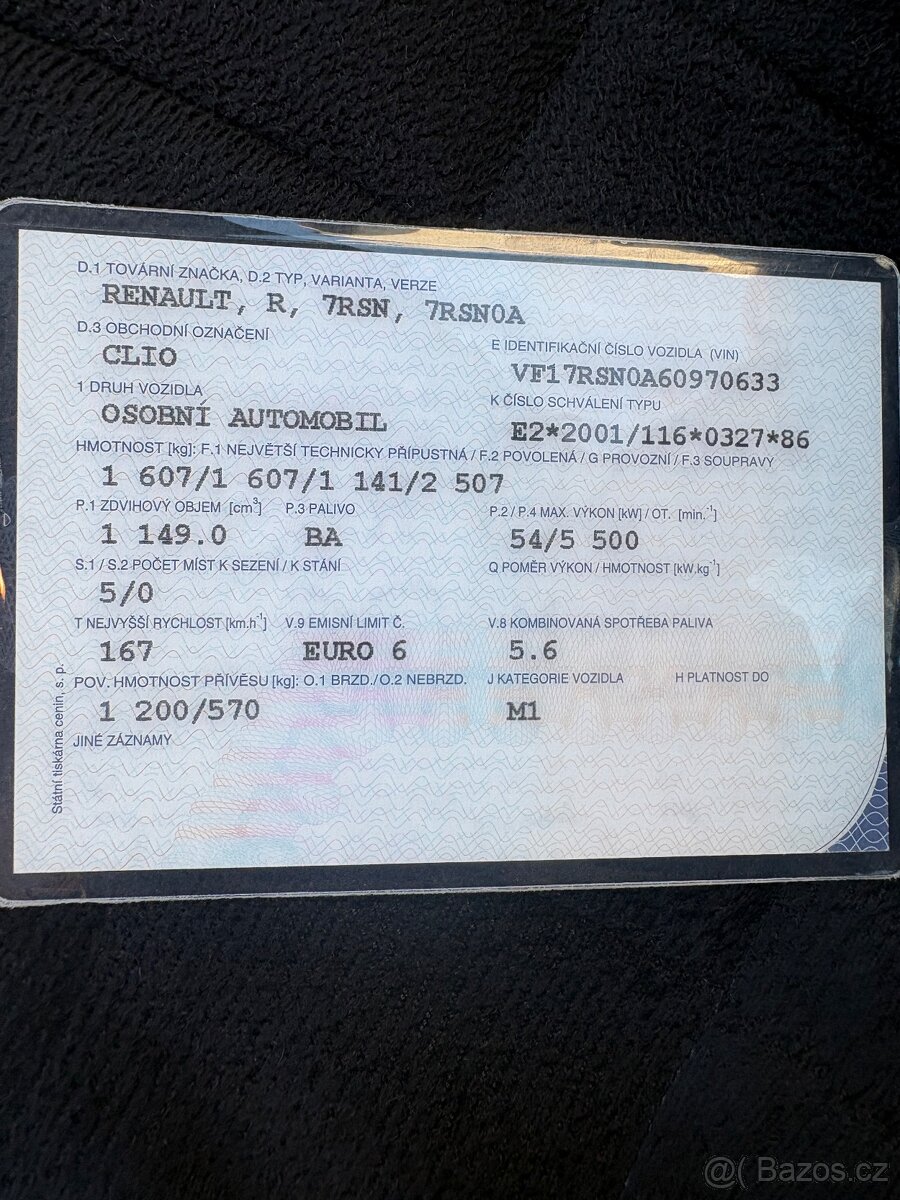 D.1 TOVÁRNÍ ZNAČKA, D.2 TYP, VARIANTA, VERZE
RENAULT, R, 7RSN, 7RSN0A
D.3 OBCHODNÍ OZNAČENÍ
CLIO
E IDENTIFIKAČNÍ ČÍSLO VOZIDLA (VIN)
VF17RSN0A60970633
1 DRUH VOZIDLA
OSOBNÍ AUTOMOBIL
K ČÍSLO SCHVÁLENÍ TYPU
E2*2001/116*0327*86
HMOTNOST [kg]: F.1 NEJVĚTŠÍ TECHNICKY PŘÍPUSTNÁ / F.2 POVOLENÁ / G PROVOZNÍ / F.3 SOUPRAVY
1 607/1 607/1 141/2 507
P.1 ZDVIHOVÝ OBJEM [cm³] P.3 PALIVO P.2 / P.4 MAX. VÝKON [kW] / OT. [min.⁻¹]
1 149.0 BA 54/5 500
S.1 / S.2 POČET MÍST K SEZENÍ / K STÁNÍ Q POMĚR VÝKON / HMOTNOST [kW.kg⁻¹]
5/0
T NEJVYŠŠÍ RYCHLOST [km.h⁻¹] V.9 EMISNÍ LIMIT Č. V.8 KOMBINOVANÁ SPOTŘEBA PALIVA
167 EURO 6 5.6
POV. HMOTNOST PŘÍVĚSU [kg]: O.1 BRZD./O.2 NEBRZD. J KATEGORIE VOZIDLA H PLATNOST DO
1 200/570 M1
JINÉ ZÁZNAMY
Státní tiskárna cenin, s. p.
@( Bazos.cz